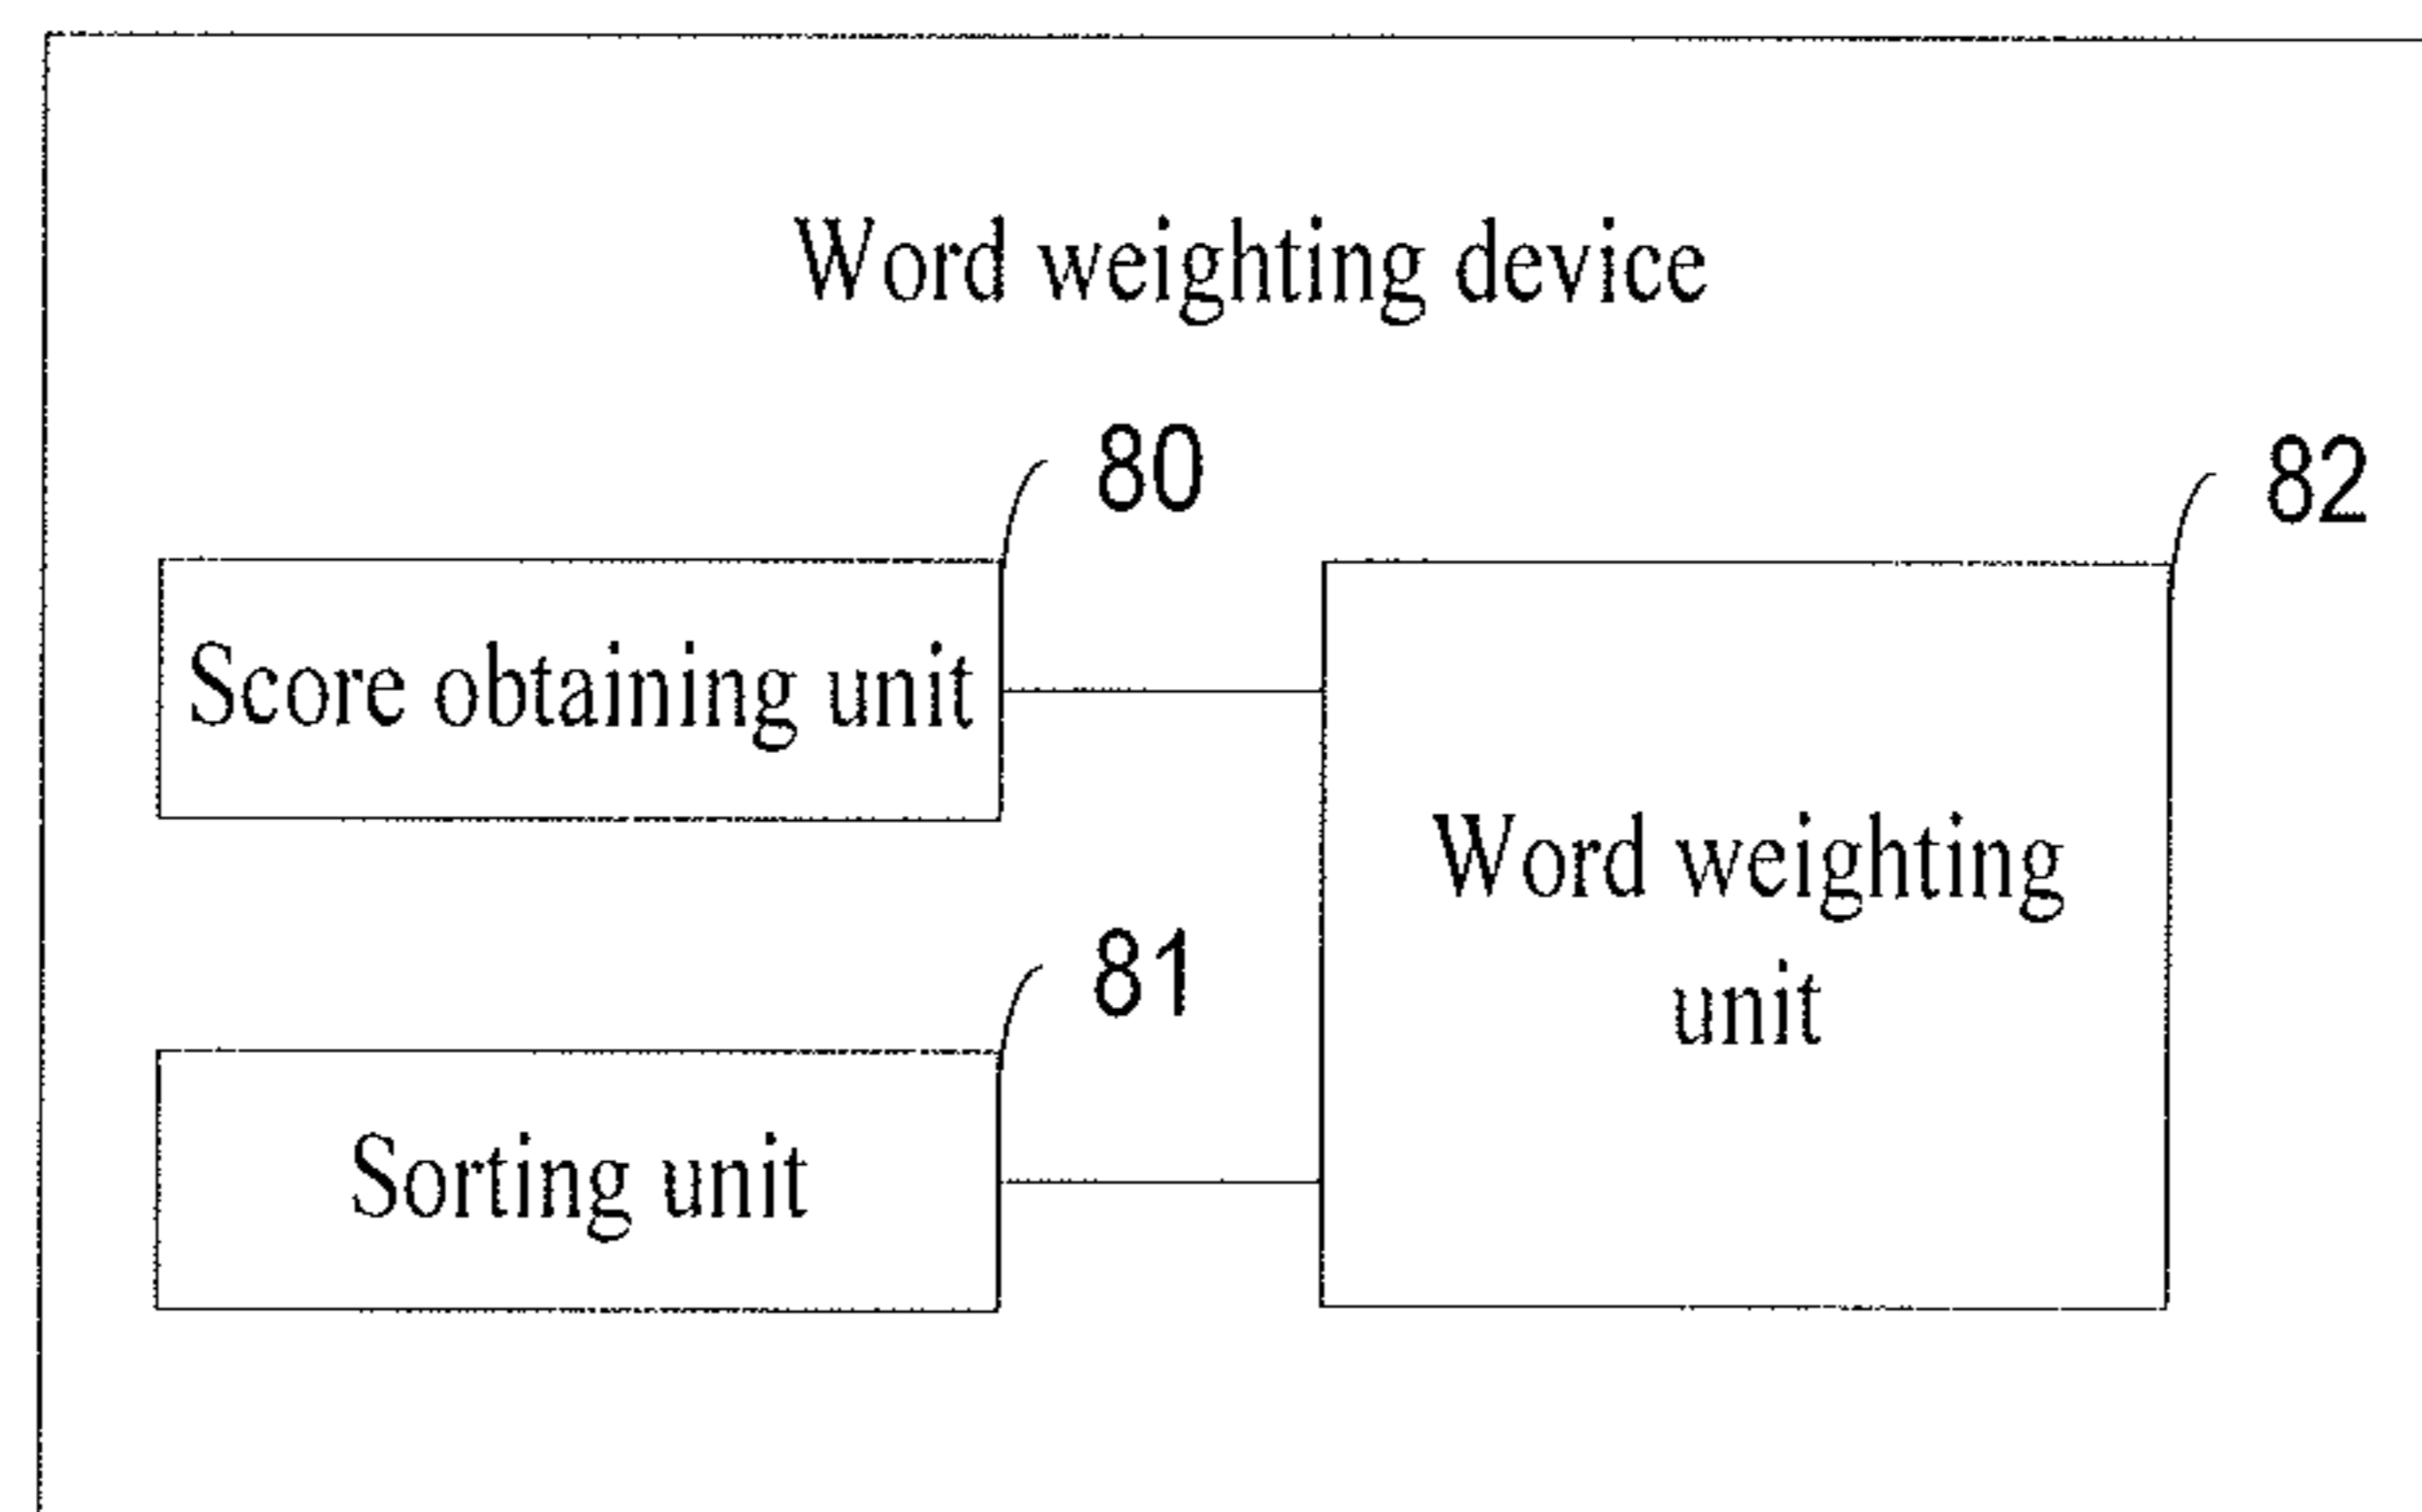 Word weighting device
80
82
Score obtaining unit
Word weighting
unit
81
Sorting unit